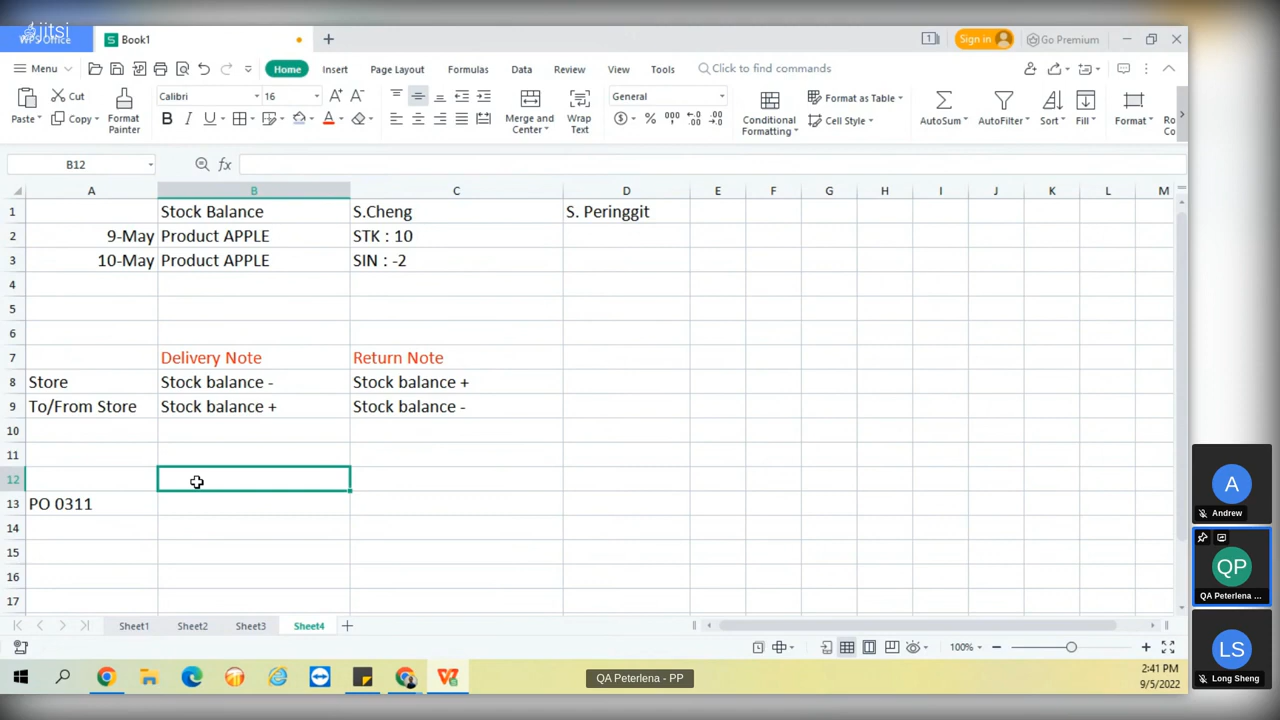 jitsi
WPS Office
Book1
Sign in
Go Premium
Menu
Home
Insert
Page Layout
Formulas
Data
Review
View
Tools
Click to find commands
Paste
Cut
Copy
Format
Painter
Calibri
16
A+
A-
B I U A
Merge and
Center
Wrap
Text
General
Conditional
Formatting
Format as Table
Cell Style
AutoSum
AutoFilter
Sort
Fill
Format
B12
fx
A B C D E F G H I J K L M
1 Stock Balance S.Cheng S. Peringgit
2 9-May Product APPLE STK : 10
3 10-May Product APPLE SIN : -2
4
5
6
7 Delivery Note Return Note
8 Store Stock balance - Stock balance +
9 To/From Store Stock balance + Stock balance -
10
11
12
13 PO 0311
14
15
16
17
Sheet1 Sheet2 Sheet3 Sheet4
100%
QA Peterlena - PP
2:41 PM
9/5/2022
A
Andrew
QP
QA Peterlena ...
LS
Long Sheng